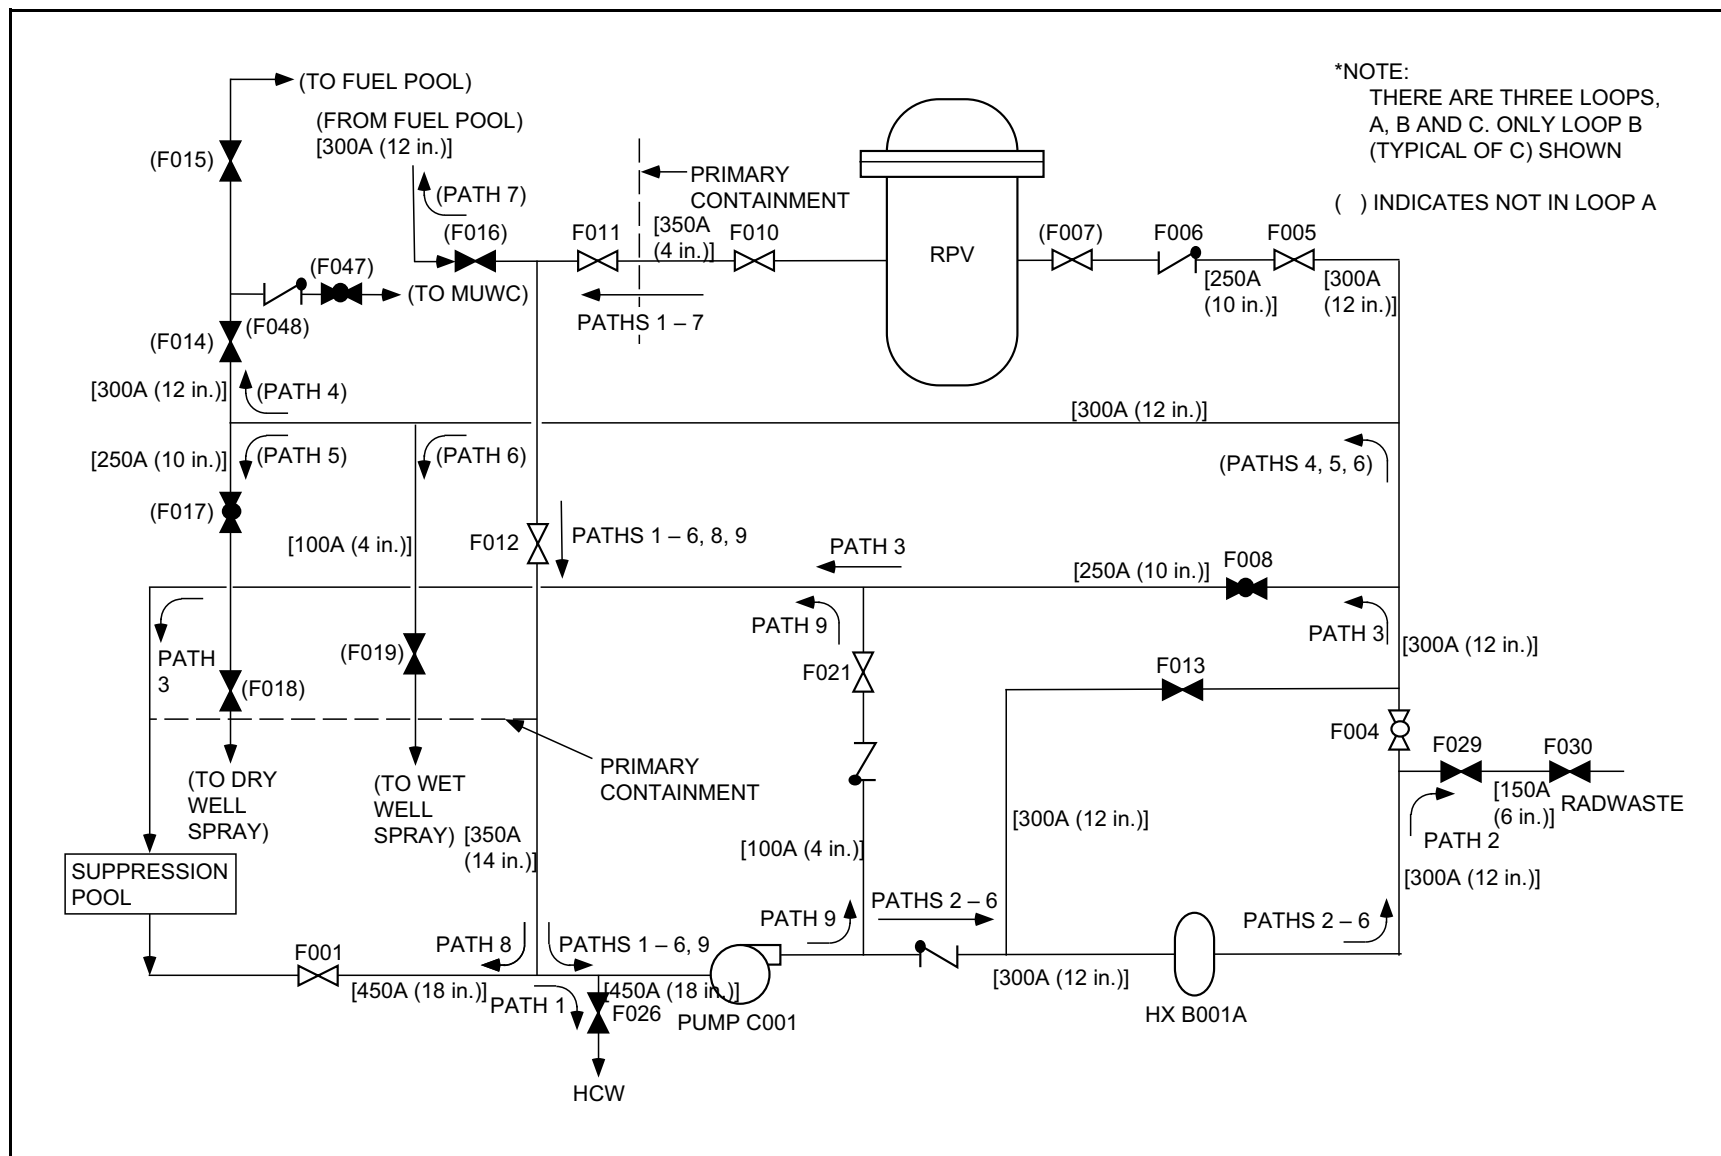 (TO FUEL POOL)
(FROM FUEL POOL)
[300A (12 in.)]
*NOTE:
THERE ARE THREE LOOPS,
A, B AND C. ONLY LOOP B
(TYPICAL OF C) SHOWN
( ) INDICATES NOT IN LOOP A
(F015)
(PATH 7)
PRIMARY
CONTAINMENT
(F016)
F011
[350A
(4 in.)]
F010
RPV
(F007)
F006
F005
[250A
(10 in.)]
[300A
(12 in.)]
(F047)
(TO MUWC)
(F048)
PATHS 1 – 7
(F014)
[300A (12 in.)]
(PATH 4)
[300A (12 in.)]
[250A (10 in.)]
(PATH 5)
(PATH 6)
(PATHS 4, 5, 6)
(F017)
[100A (4 in.)]
F012
PATHS 1 – 6, 8, 9
PATH 3
[250A (10 in.)]
F008
PATH 9
PATH 3
PATH
3
(F019)
F021
F013
[300A (12 in.)]
(F018)
F004
F029
F030
PRIMARY
CONTAINMENT
(TO DRY
WELL
SPRAY)
(TO WET
WELL
SPRAY)
[350A
(14 in.)]
[150A
(6 in.)]
RADWASTE
[300A (12 in.)]
PATH 2
[100A (4 in.)]
SUPPRESSION
POOL
[300A (12 in.)]
PATHS 2 – 6
PATH 9
PATHS 2 – 6
F001
PATH 8
PATHS 1 – 6, 9
[450A (18 in.)]
PATH 1
[450A (18 in.)]
F026
PUMP C001
[300A (12 in.)]
HX B001A
HCW